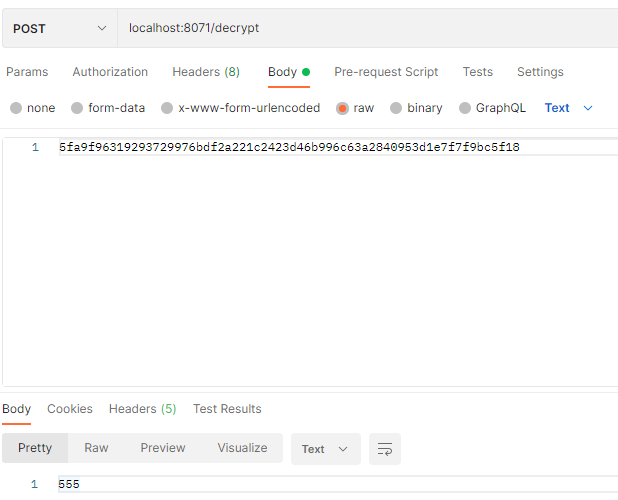 POST localhost:8071/decrypt
Params Authorization Headers (8) Body Pre-request Script Tests Settings
none form-data x-www-form-urlencoded raw binary GraphQL Text
1 5fa9f96319293729976bdf2a221c2423d46b996c63a2840953d1e7f7f9bc5f18
Body Cookies Headers (5) Test Results
Pretty Raw Preview Visualize Text
1 555